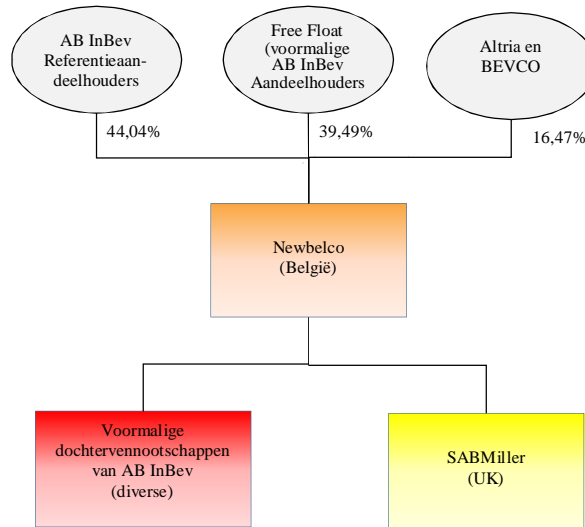 AB InBev
Referentieaan-
deelhouders
Free Float
(voormalige
AB InBev
Aandeelhouders
Altria en
BEVCO
44,04%
39,49%
16,47%
Newbelco
(België)
Voormalige
dochtervennootschappen
van AB InBev
(diverse)
SABMiller
(UK)